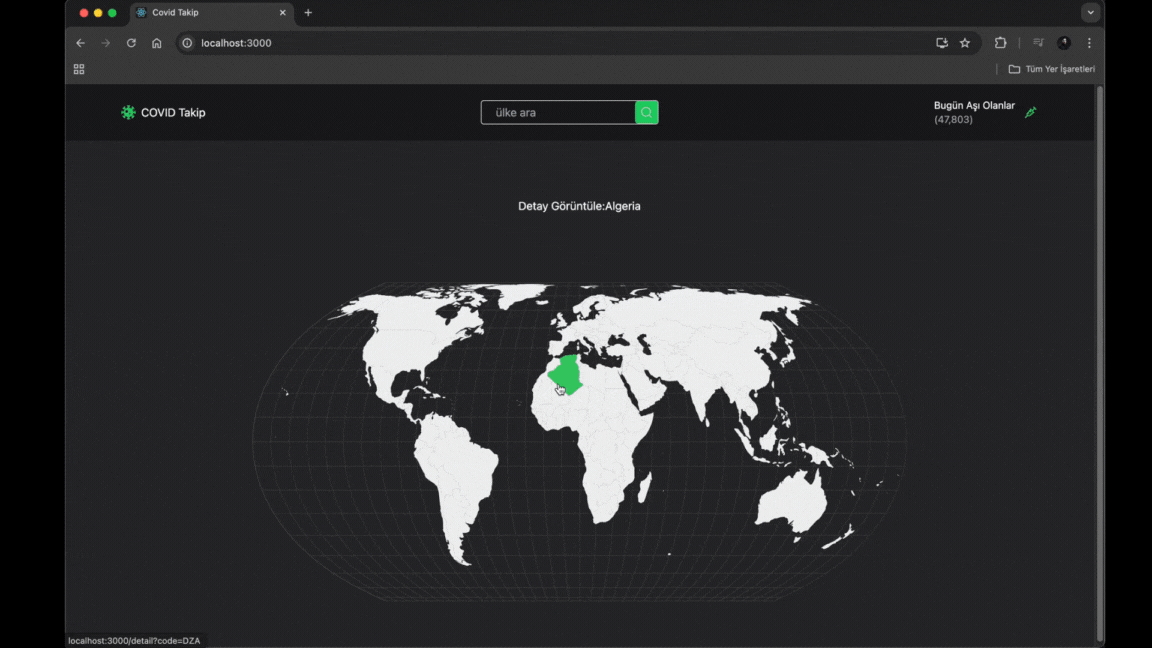 Covid Takip
localhost:3000
Tüm Yer İşaretleri
COVID Takip
ülke ara
Bugün Aşı Olanlar
(47,803)
Detay Görüntüle:Algeria
localhost:3000/detail?code=DZA